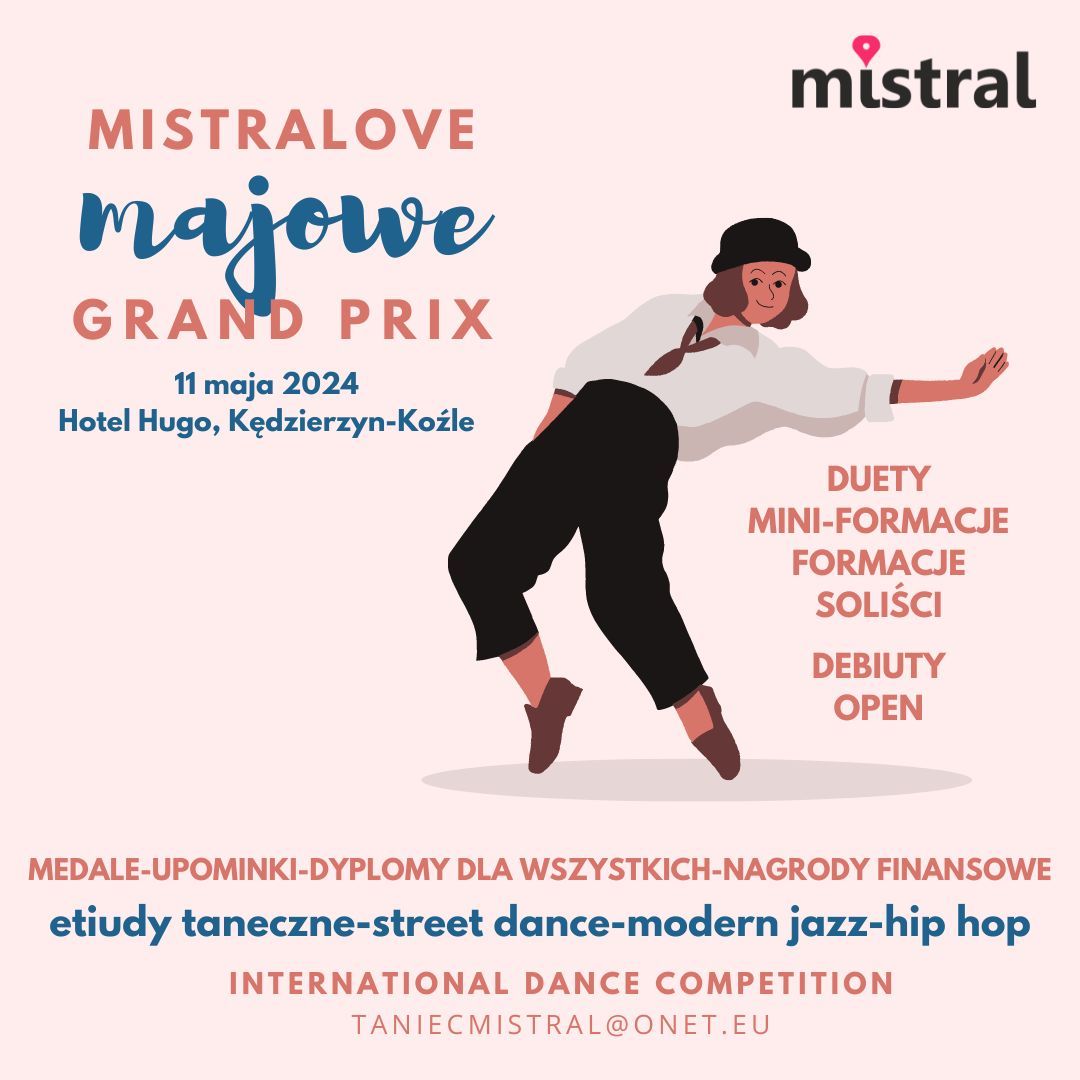 mistral
MISTRALOVE
majowe
GRAND PRIX
11 maja 2024
Hotel Hugo, Kędzierzyn-Koźle
DUETY
MINI-FORMACJE
FORMACJE
SOLIŚCI
DEBIUTY
OPEN
MEDALE-UPOMINKI-DYPLOMY DLA WSZYSTKICH-NAGRODY FINANSOWE
etiudy taneczne-street dance-modern jazz-hip hop
INTERNATIONAL DANCE COMPETITION
TANIECMISTRAL@ONET.EU